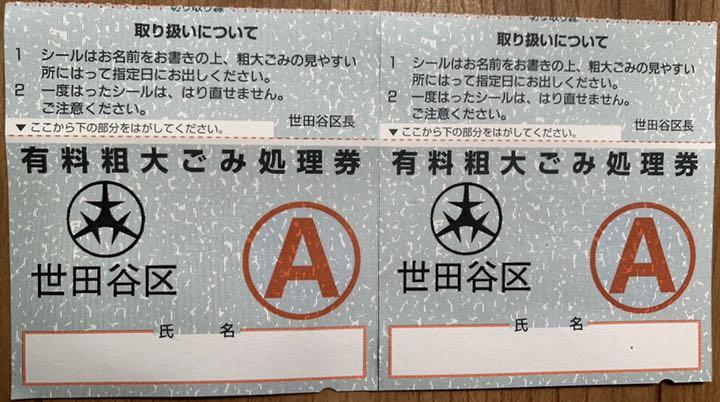 取り扱いについて
1 シールはお名前をお書きの上、粗大ごみの見やすい
所にはって指定日にお出しください。
2 一度はったシールは、はり直せません。
ご注意ください。
世田谷区長
▼ここから下の部分をはがしてください。
有料粗大ごみ処理券
世田谷区
A
氏名
取り扱いについて
1 シールはお名前をお書きの上、粗大ごみの見やすい
所にはって指定日にお出しください。
2 一度はったシールは、はり直せません。
ご注意ください。
世田谷区長
▼ここから下の部分をはがしてください。
有料粗大ごみ処理券
世田谷区
A
氏名